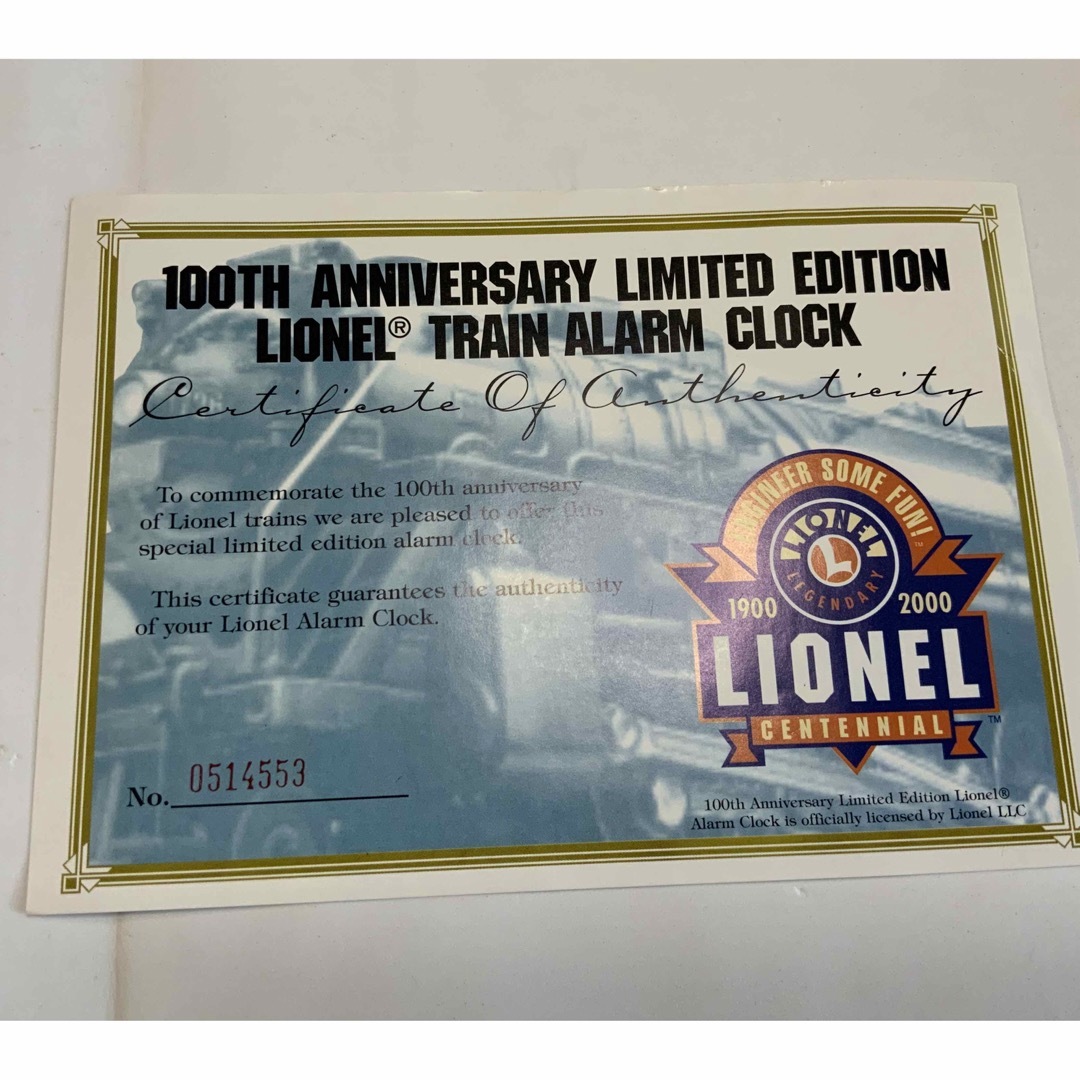 100TH ANNIVERSARY LIMITED EDITION
LIONEL® TRAIN ALARM CLOCK
Certificate Of Authenticity
To commemorate the 100th anniversary
of Lionel trains we are pleased to offer this
special limited edition alarm clock.
This certificate guarantees the authenticity
of your Lionel Alarm Clock.
No. 0514553
ENGINEER SOME FUN!™
LIONEL
L
LEGENDARY
1900 2000
LIONEL
CENTENNIAL™
100th Anniversary Limited Edition Lionel®
Alarm Clock is officially licensed by Lionel LLC